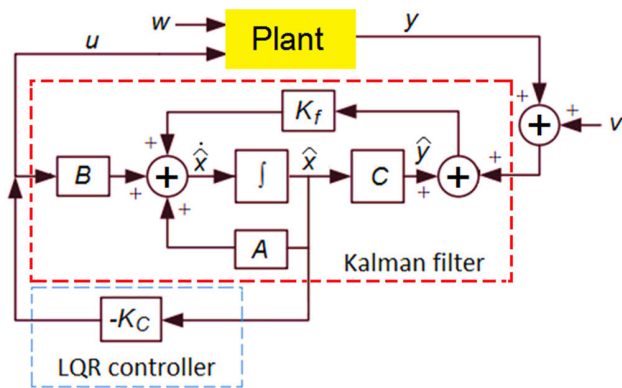 w
Plant
y
u
+
K_f
+
+
+
v
+
B
+
+
ẋ̂
∫
x̂
C
ŷ
+
+
+
+
A
Kalman filter
-K_C
LQR controller